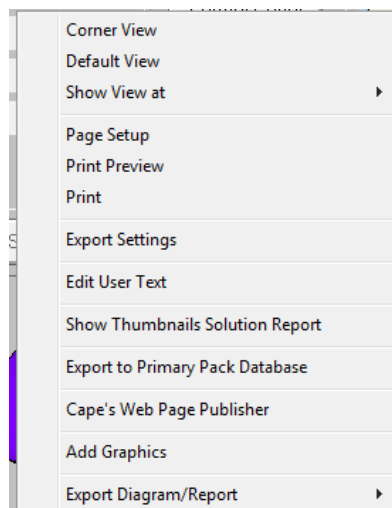 Corner View
Default View
Show View at
Page Setup
Print Preview
Print
Export Settings
Edit User Text
Show Thumbnails Solution Report
Export to Primary Pack Database
Cape's Web Page Publisher
Add Graphics
Export Diagram/Report